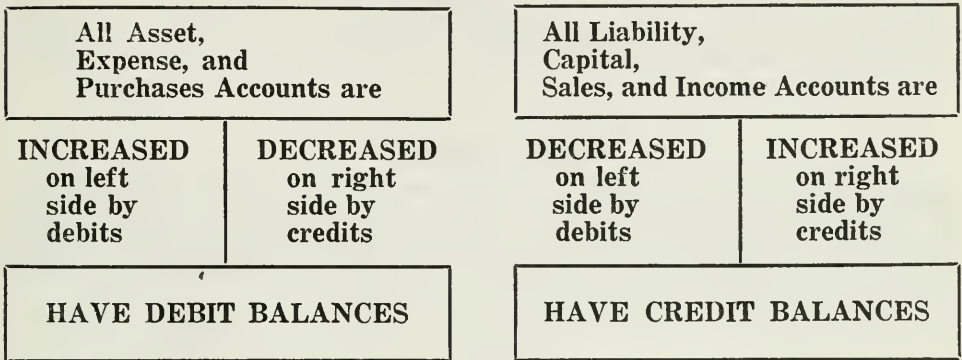 All Asset,
Expense, and
Purchases Accounts are
INCREASED
on left
side by
debits
DECREASED
on right
side by
credits
HAVE DEBIT BALANCES
All Liability,
Capital,
Sales, and Income Accounts are
DECREASED
on left
side by
debits
INCREASED
on right
side by
credits
HAVE CREDIT BALANCES